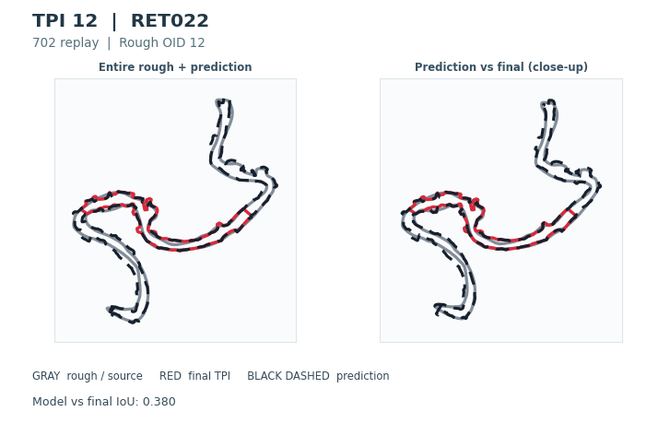 TPI 12 | RET022
702 replay | Rough OID 12
Entire rough + prediction
Prediction vs final (close-up)
GRAY rough / source RED final TPI BLACK DASHED prediction
Model vs final IoU: 0.380